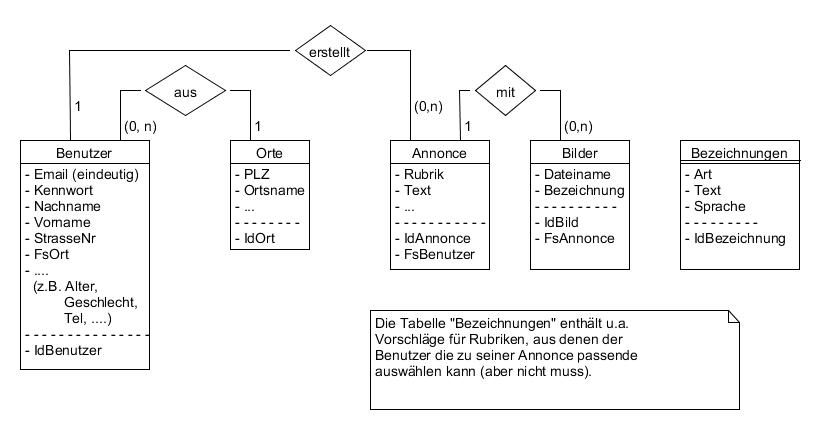 erstellt
aus
mit
1
(0, n)
1
(0,n)
1
(0,n)
Benutzer
- Email (eindeutig)
- Kennwort
- Nachname
- Vorname
- StrasseNr
- FsOrt
- ....
(z.B. Alter,
Geschlecht,
Tel, ....)
- - - - - - - - - - - - - - -
- IdBenutzer
Orte
- PLZ
- Ortsname
- ...
- - - - - - - -
- IdOrt
Annonce
- Rubrik
- Text
- ...
- - - - - - - - - - -
- IdAnnonce
- FsBenutzer
Bilder
- Dateiname
- Bezeichnung
- - - - - - - - - -
- IdBild
- FsAnnonce
Bezeichnungen
- Art
- Text
- Sprache
- - - - - - - - -
- IdBezeichnung
Die Tabelle "Bezeichnungen" enthält u.a.
Vorschläge für Rubriken, aus denen der
Benutzer die zu seiner Annonce passende
auswählen kann (aber nicht muss).